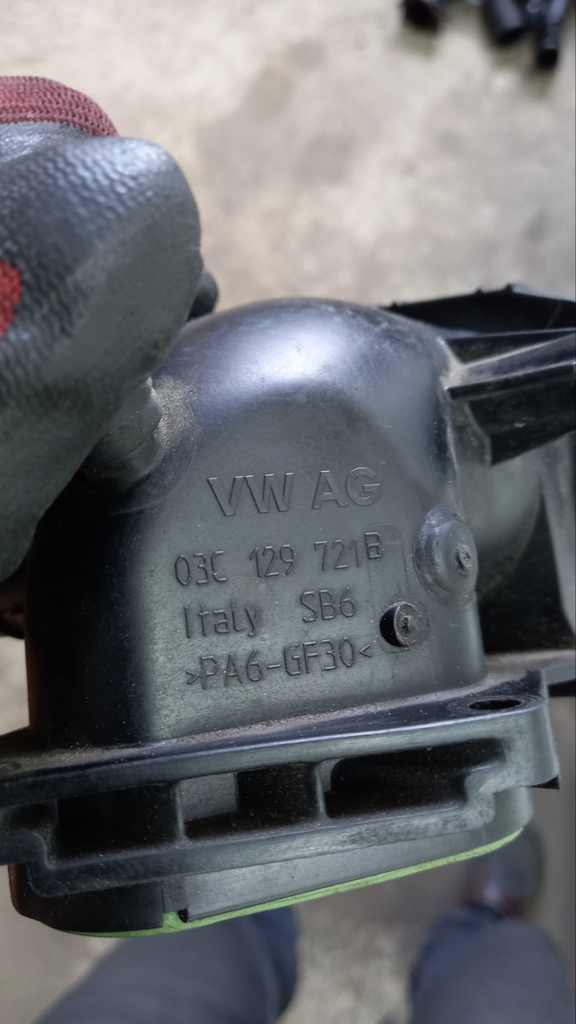 VW AG
03C 129 721B
Italy SB6
>PA6-GF30<